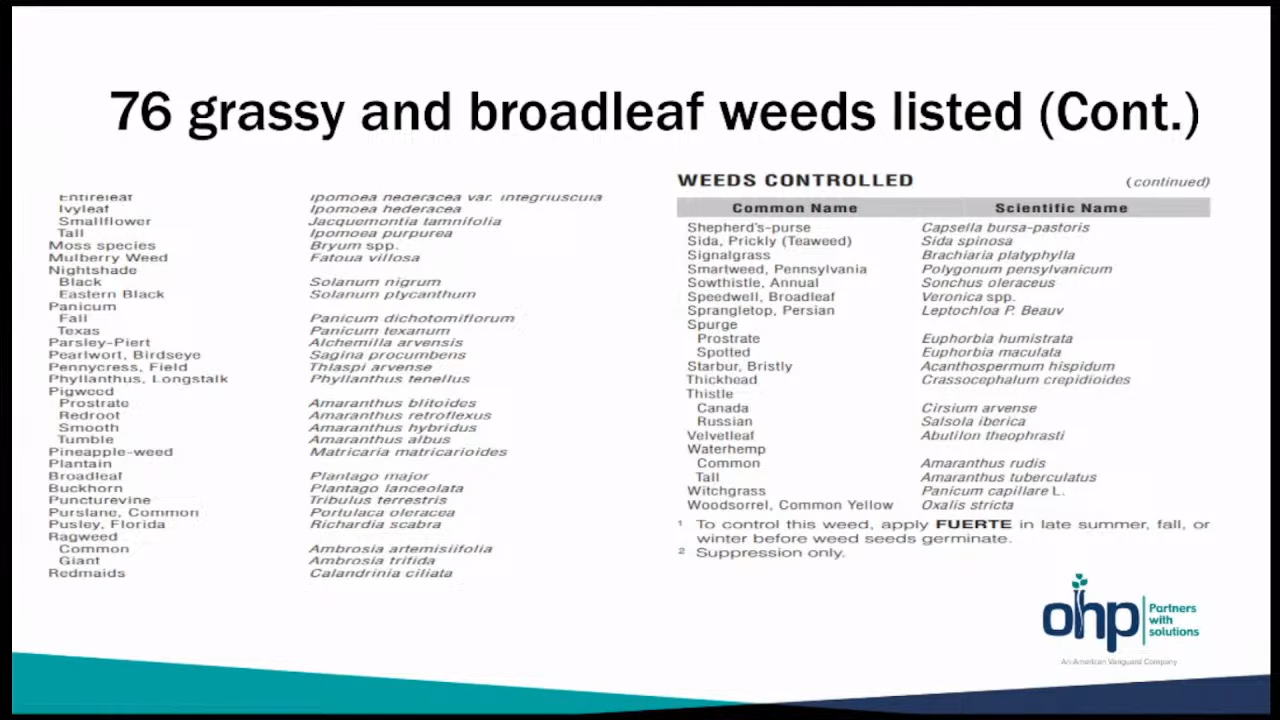 76 grassy and broadleaf weeds listed (Cont.)
Entireleaf Ipomoea hederacea var. integriuscula
Ivyleaf Ipomoea hederacea
Smallflower Jacquemontia tamnifolia
Tall Ipomoea purpurea
Moss species Bryum spp.
Mulberry Weed Fatoua villosa
Nightshade
Black Solanum nigrum
Eastern Black Solanum plycanthum
Panicum
Fall Panicum dichotomiflorum
Texas Panicum texanum
Parsley-Piert Alchemilla arvensis
Pearlwort, Birdseye Sagina procumbens
Pennycress, Field Thlaspi arvense
Phyllanthus, Longstalk Phyllanthus tenellus
Pigweed
Prostrate Amaranthus blitoides
Redroot Amaranthus retroflexus
Smooth Amaranthus hybridus
Tumble Amaranthus albus
Pineapple-weed Matricaria matricarioides
Plantain
Broadleaf Plantago major
Buckhorn Plantago lanceolata
Puncturevine Tribulus terrestris
Purslane, Common Portulaca oleracea
Pusley, Florida Richardia scabra
Ragweed
Common Ambrosia artemisiifolia
Giant Ambrosia trifida
Redmaids Calandrinia ciliata
WEEDS CONTROLLED (continued)
Common Name Scientific Name
Shepherd's-purse Capsella bursa-pastoris
Sida, Prickly (Teaweed) Sida spinosa
Signalgrass Brachiaria platyphylla
Smartweed, Pennsylvania Polygonum pensylvanicum
Sowthistle, Annual Sonchus oleraceus
Speedwell, Broadleaf Veronica spp.
Sprangletop, Persian Leptochloa P. Beauv
Spurge
Prostrate Euphorbia humistrata
Spotted Euphorbia maculata
Starbur, Bristly Acanthospermum hispidum
Thickhead Crassocephalum crepidioides
Thistle
Canada Cirsium arvense
Russian Salsola iberica
Velvetleaf Abutilon theophrasti
Waterhemp
Common Amaranthus rudis
Tall Amaranthus tuberculatus
Witchgrass Panicum capillare L.
Woodsorrel, Common Yellow Oxalis stricta
1 To control this weed, apply FUERTE in late summer, fall, or
winter before weed seeds germinate.
2 Suppression only.
ohp Partners
with
solutions
An American Vanguard Company